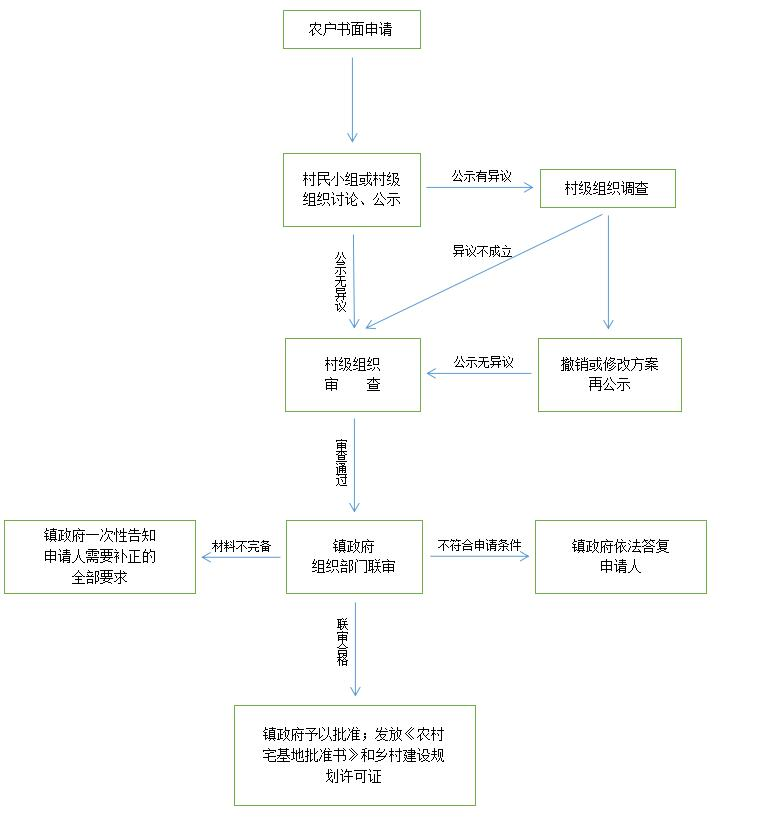 农户书面申请
村民小组或村级
组织讨论、公示
公示有异议
村级组织调查
公示无异议
异议不成立
村级组织
审　　查
公示无异议
撤销或修改方案
再公示
审查通过
镇政府一次性告知
申请人需要补正的
全部要求
材料不完备
镇政府
组织部门联审
不符合申请条件
镇政府依法答复
申请人
联审合格
镇政府予以批准；发放《农村
宅基地批准书》和乡村建设规
划许可证